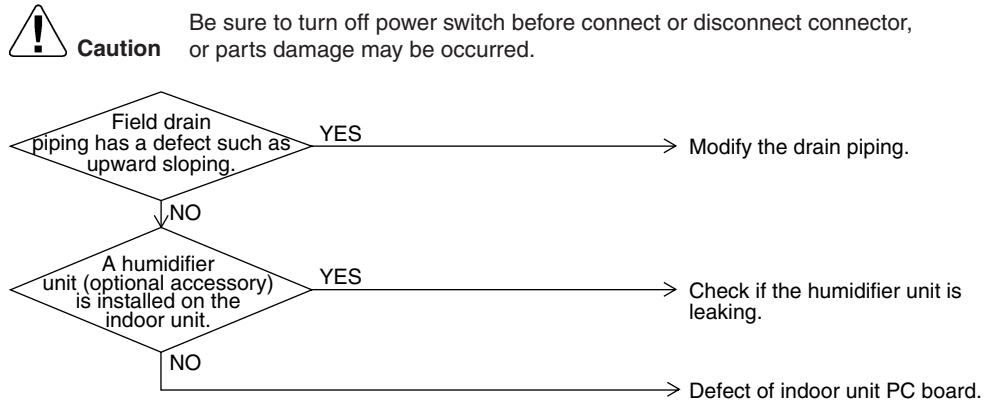 Be sure to turn off power switch before connect or disconnect connector,
Caution or parts damage may be occurred.
Field drain
piping has a defect such as
upward sloping.
YES
Modify the drain piping.
NO
A humidifier
unit (optional accessory)
is installed on the
indoor unit.
YES
Check if the humidifier unit is
leaking.
NO
Defect of indoor unit PC board.